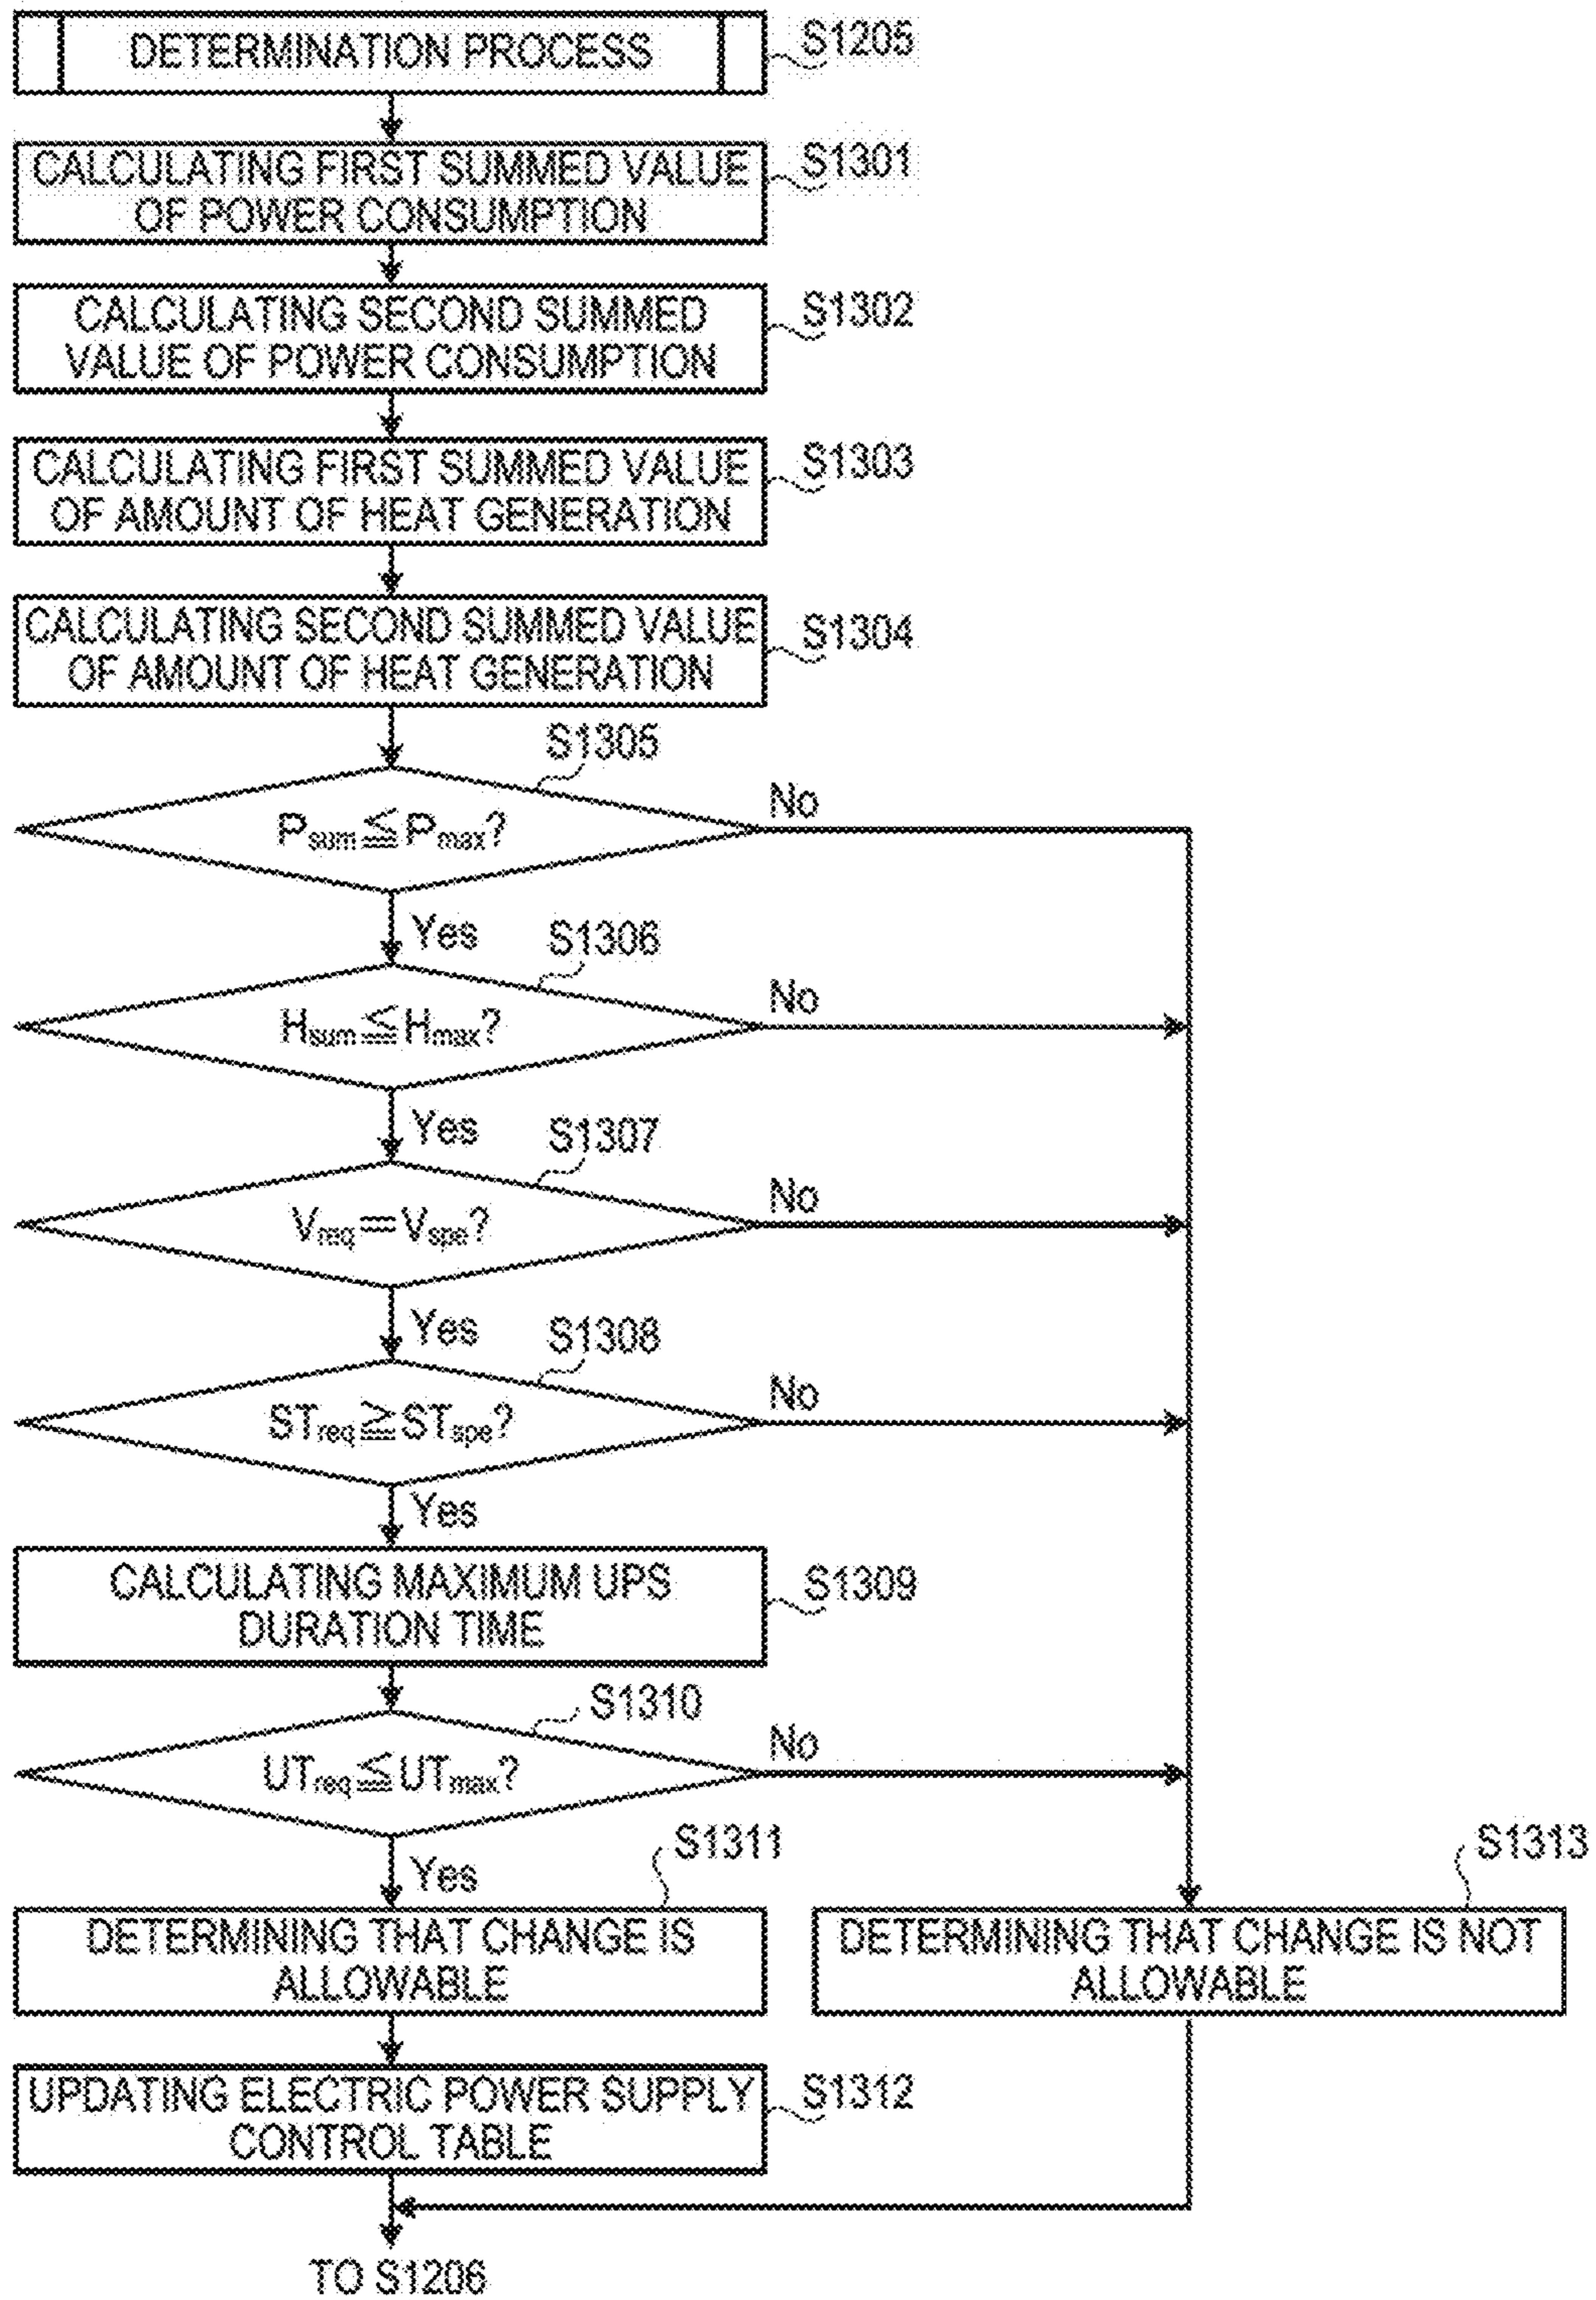 DETERMINATION PROCESS
S1205
CALCULATING FIRST SUMMED VALUE
OF POWER CONSUMPTION
S1301
CALCULATING SECOND SUMMED
VALUE OF POWER CONSUMPTION
S1302
CALCULATING FIRST SUMMED VALUE
OF AMOUNT OF HEAT GENERATION
S1303
CALCULATING SECOND SUMMED VALUE
OF AMOUNT OF HEAT GENERATION
S1304
S1305
Psum≦Pmax?
No
Yes
S1306
Hsum≦Hmax?
No
Yes
S1307
Vreq=Vspe?
No
Yes
S1308
STreq≧STspe?
No
Yes
CALCULATING MAXIMUM UPS
DURATION TIME
S1309
S1310
UTreq≦UTmax?
No
Yes
S1311
DETERMINING THAT CHANGE IS
ALLOWABLE
S1313
DETERMINING THAT CHANGE IS NOT
ALLOWABLE
UPDATING ELECTRIC POWER SUPPLY
CONTROL TABLE
S1312
TO S1206